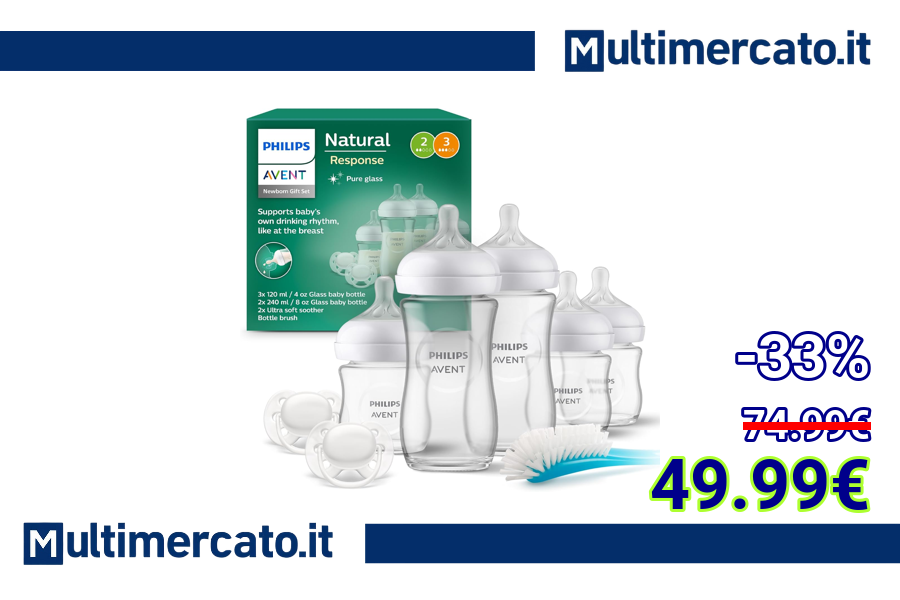 Multimercato.it
PHILIPS
AVENT
Newborn Gift Set
Natural
Response
Pure glass
2
3
Supports baby's
own drinking rhythm,
like at the breast
3x 120 ml / 4 oz Glass baby bottle
2x 240 ml / 8 oz Glass baby bottle
2x Ultra soft soother
Bottle brush
PHILIPS
AVENT
PHILIPS
AVENT
PHILIPS
AVENT
PHILIPS
AVENT
PHILIPS
AVENT
-33%
74.99€
49.99€
Multimercato.it